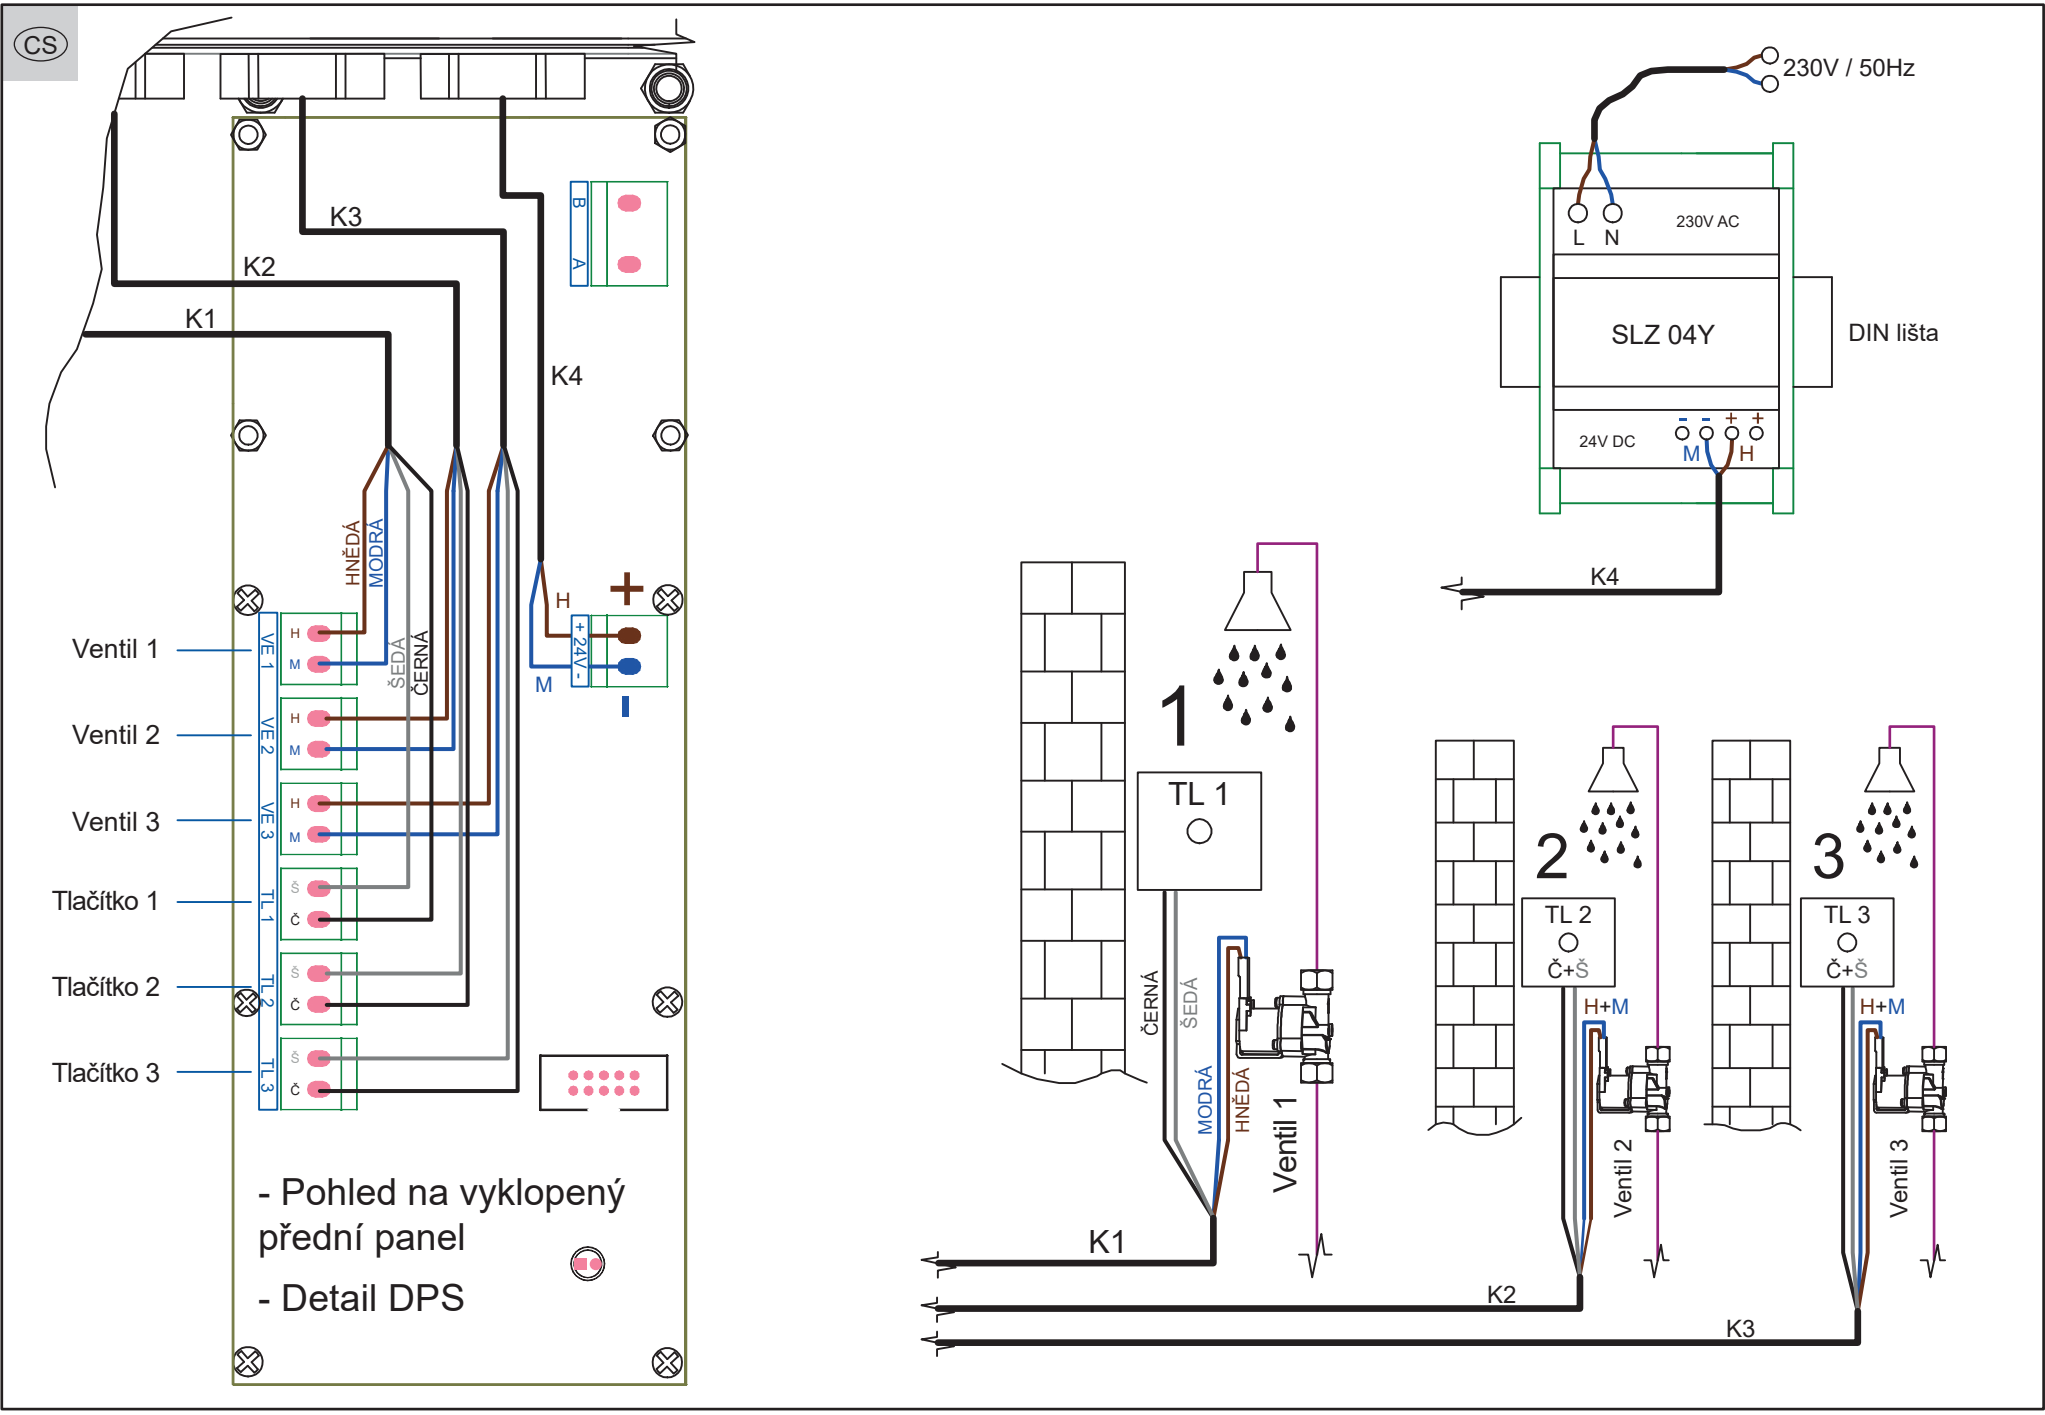 CS
K3
K2
K1
K4
B
A
HNĚDÁ
MODRÁ
ŠEDÁ
ČERNÁ
H
M
+
-
+ 24V -
Ventil 1
VE 1
H
M
Ventil 2
VE 2
H
M
Ventil 3
VE 3
H
M
Tlačítko 1
TL 1
Š
Č
Tlačítko 2
TL 2
Š
Č
Tlačítko 3
TL 3
Š
Č
- Pohled na vyklopený
přední panel
- Detail DPS
230V / 50Hz
L N
230V AC
SLZ 04Y
DIN lišta
- - + +
24V DC
M H
K4
1
TL 1
ČERNÁ
ŠEDÁ
MODRÁ
HNĚDÁ
Ventil 1
K1
2
TL 2
Č+Š
H+M
Ventil 2
K2
3
TL 3
Č+Š
H+M
Ventil 3
K3